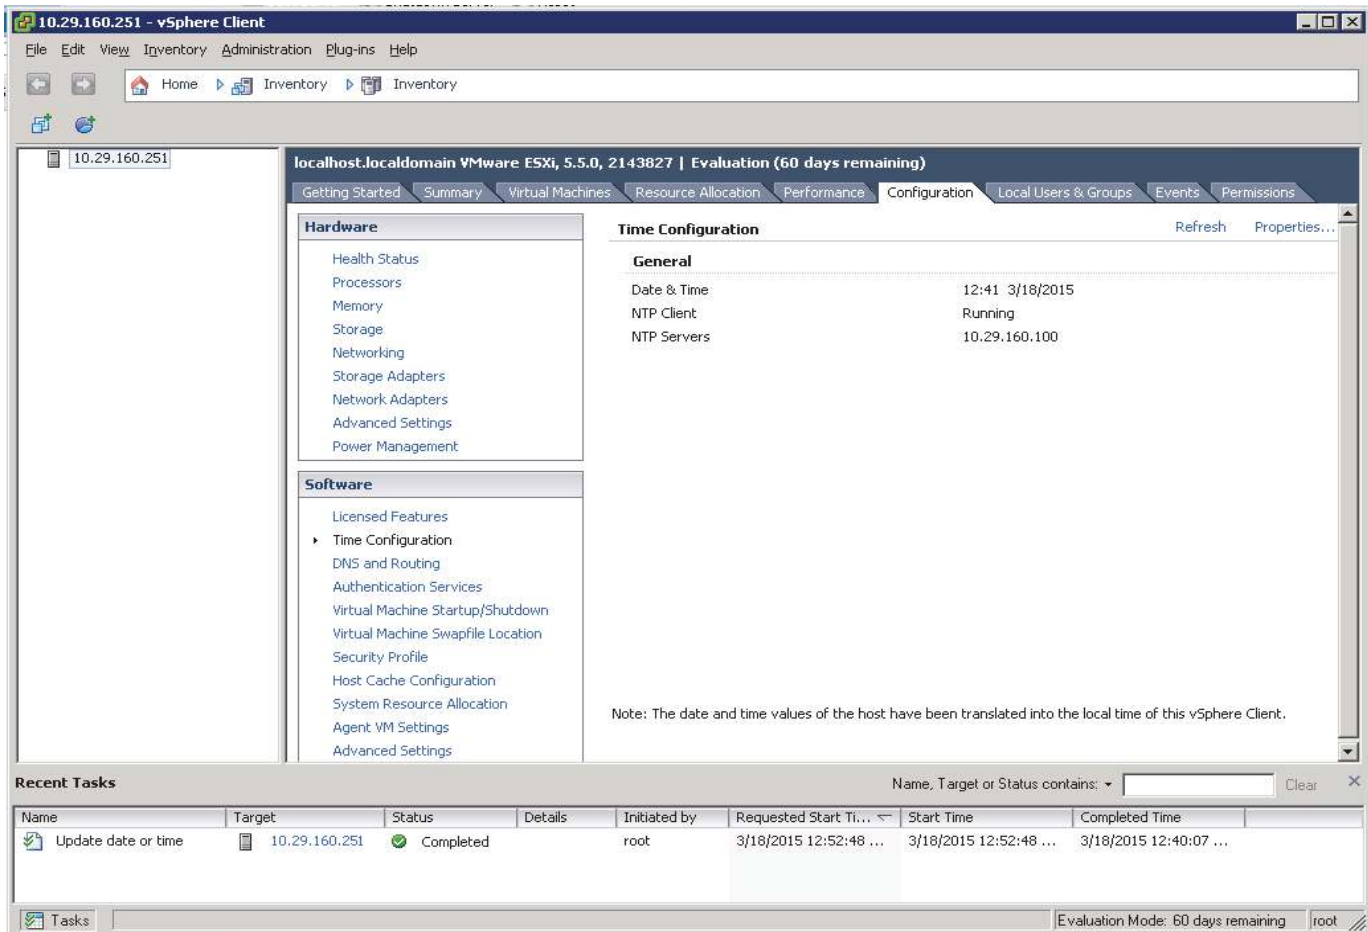 10.29.160.251 - vSphere Client
File Edit View Inventory Administration Plug-ins Help
Home Inventory Inventory
10.29.160.251
localhost.localdomain VMware ESXi, 5.5.0, 2143827 | Evaluation (60 days remaining)
Getting Started Summary Virtual Machines Resource Allocation Performance Configuration Local Users & Groups Events Permissions
Hardware
Health Status
Processors
Memory
Storage
Networking
Storage Adapters
Network Adapters
Advanced Settings
Power Management
Software
Licensed Features
Time Configuration
DNS and Routing
Authentication Services
Virtual Machine Startup/Shutdown
Virtual Machine Swapfile Location
Security Profile
Host Cache Configuration
System Resource Allocation
Agent VM Settings
Advanced Settings
Time Configuration Refresh Properties...
General
Date & Time 12:41 3/18/2015
NTP Client Running
NTP Servers 10.29.160.100
Note: The date and time values of the host have been translated into the local time of this vSphere Client.
Recent Tasks Name, Target or Status contains: Clear
Name Target Status Details Initiated by Requested Start Ti... Start Time Completed Time
Update date or time 10.29.160.251 Completed root 3/18/2015 12:52:48 ... 3/18/2015 12:52:48 ... 3/18/2015 12:40:07 ...
Tasks Evaluation Mode: 60 days remaining root